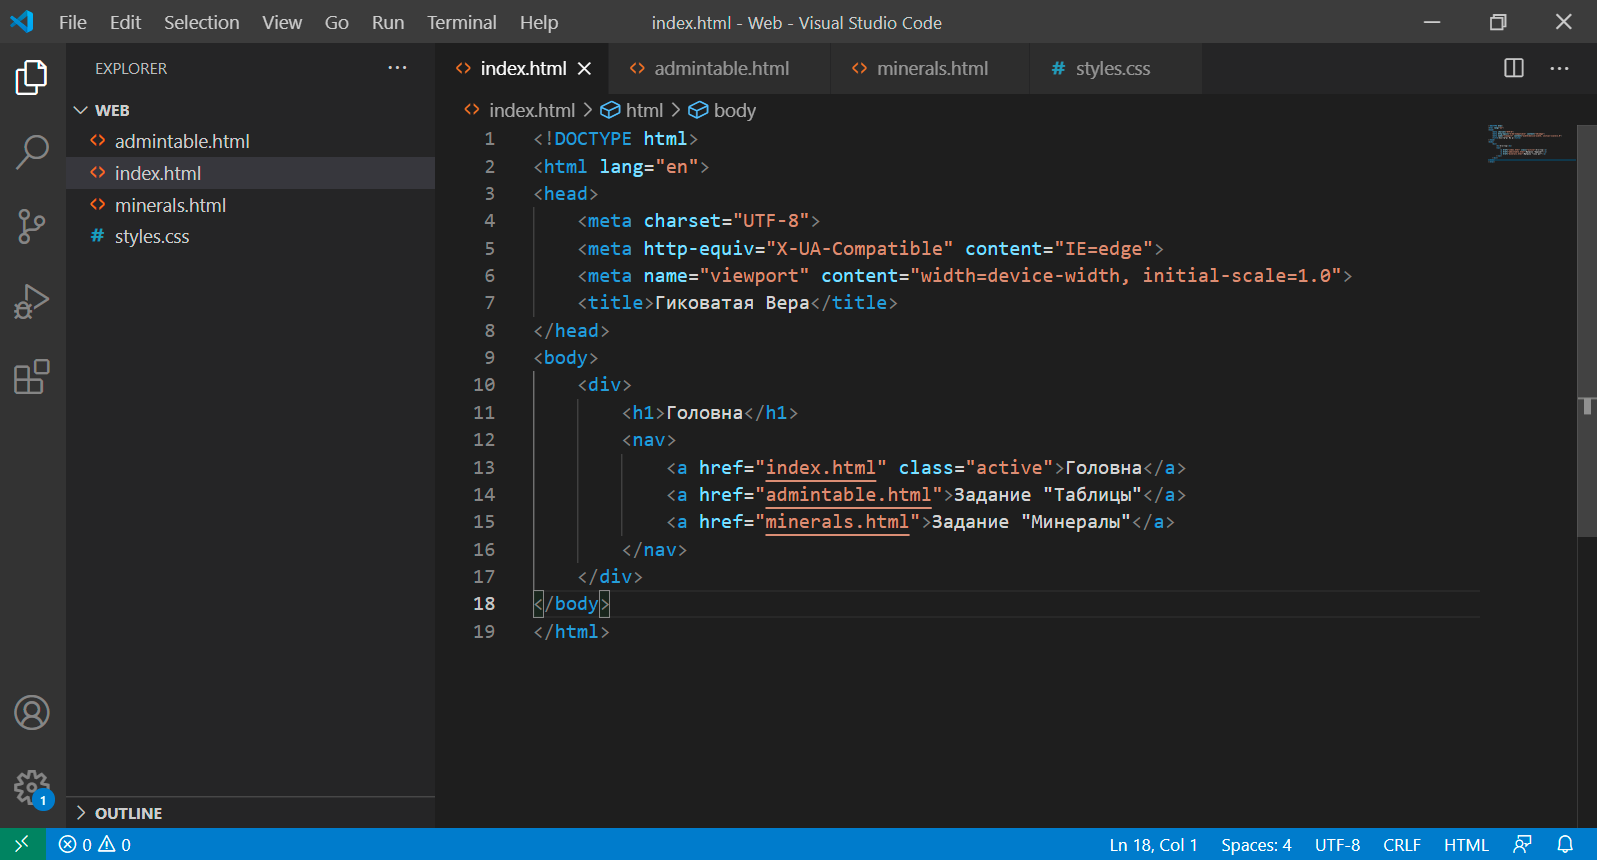 File Edit Selection View Go Run Terminal Help index.html - Web - Visual Studio Code
EXPLORER
WEB
admintable.html
index.html
minerals.html
styles.css
OUTLINE
1
index.html admintable.html minerals.html styles.css
index.html > html > body
1 <!DOCTYPE html>
2 <html lang="en">
3 <head>
4 <meta charset="UTF-8">
5 <meta http-equiv="X-UA-Compatible" content="IE=edge">
6 <meta name="viewport" content="width=device-width, initial-scale=1.0">
7 <title>Гиковатая Вера</title>
8 </head>
9 <body>
10 <div>
11 <h1>Головна</h1>
12 <nav>
13 <a href="index.html" class="active">Головна</a>
14 <a href="admintable.html">Задание "Таблицы"</a>
15 <a href="minerals.html">Задание "Минералы"</a>
16 </nav>
17 </div>
18 </body>
19 </html>
0 0 Ln 18, Col 1 Spaces: 4 UTF-8 CRLF HTML